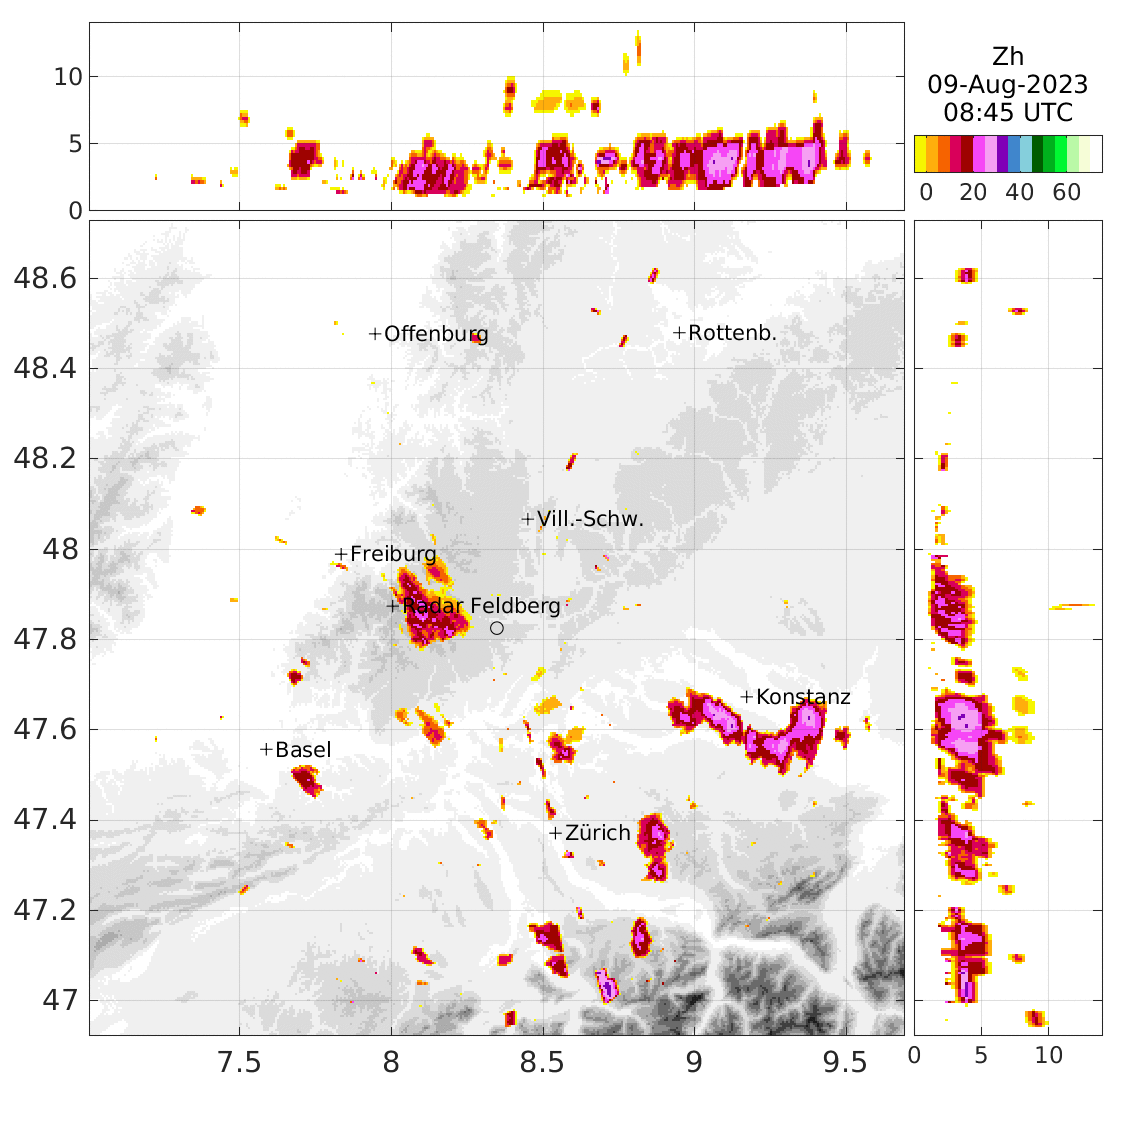 Zh
09-Aug-2023
08:45 UTC
0 20 40 60
10
5
0
48.6
48.4
48.2
48
47.8
47.6
47.4
47.2
47
+Offenburg
+Rottenb.
+Vill.-Schw.
+Freiburg
+Radar Feldberg
+Konstanz
+Basel
+Zürich
7.5 8 8.5 9 9.5
0 5 10